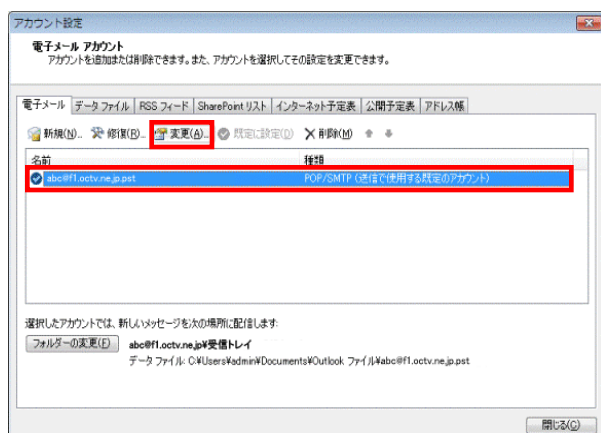 アカウント設定
電子メール アカウント
アカウントを追加または削除できます。また、アカウントを選択してその設定を変更できます。
電子メール データ ファイル RSS フィード SharePoint リスト インターネット予定表 公開予定表 アドレス帳
新規(N)... 修復(R)... 変更(A)... 既定に設定(D) 削除(M)
名前 種類
abc@f1.octv.ne.jp.pst POP/SMTP (送信で使用する既定のアカウント)
選択したアカウントでは、新しいメッセージを次の場所に配信します:
フォルダーの変更(F) abc@f1.octv.ne.jp¥受信トレイ
データ ファイル: C:¥Users¥admin¥Documents¥Outlook ファイル¥abc@f1.octv.ne.jp.pst
閉じる(C)